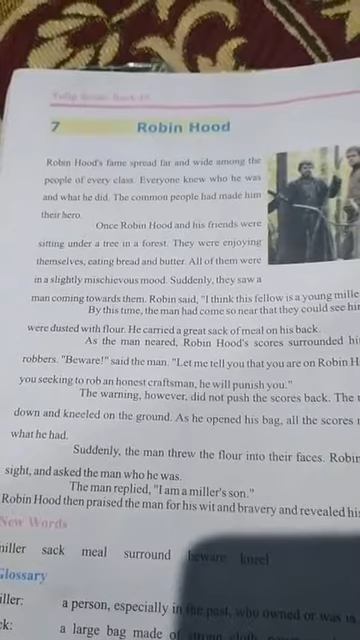 7 Robin Hood
Robin Hood's fame spread far and wide among the
people of every class. Everyone knew who he was
and what he did. The common people had made him
their hero.
Once Robin Hood and his friends were
sitting under a tree in a forest. They were enjoying
themselves, eating bread and butter. All of them were
in a slightly mischievous mood. Suddenly, they saw a
man coming towards them. Robin said, "I think this fellow is a young mille
By this time, the man had come so near that they could see hi
were dusted with flour. He carried a great sack of meal on his back.
As the man neared, Robin Hood's scores surrounded hi
robbers. "Beware!" said the man. "Let me tell you that you are on Robin H
you seeking to rob an honest craftsman, he will punish you."
The warning, however, did not push the scores back. The
down and kneeled on the ground. As he opened his bag, all the scores
what he had.
Suddenly, the man threw the flour into their faces. Robin
sight, and asked the man who he was.
The man replied, "I am a miller's son."
Robin Hood then praised the man for his wit and bravery and revealed his
New Words
miller sack meal surround beware kneel
Glossary
iller: a person, especially in the past, who owned or was in
ck: a large bag made of strong cloth